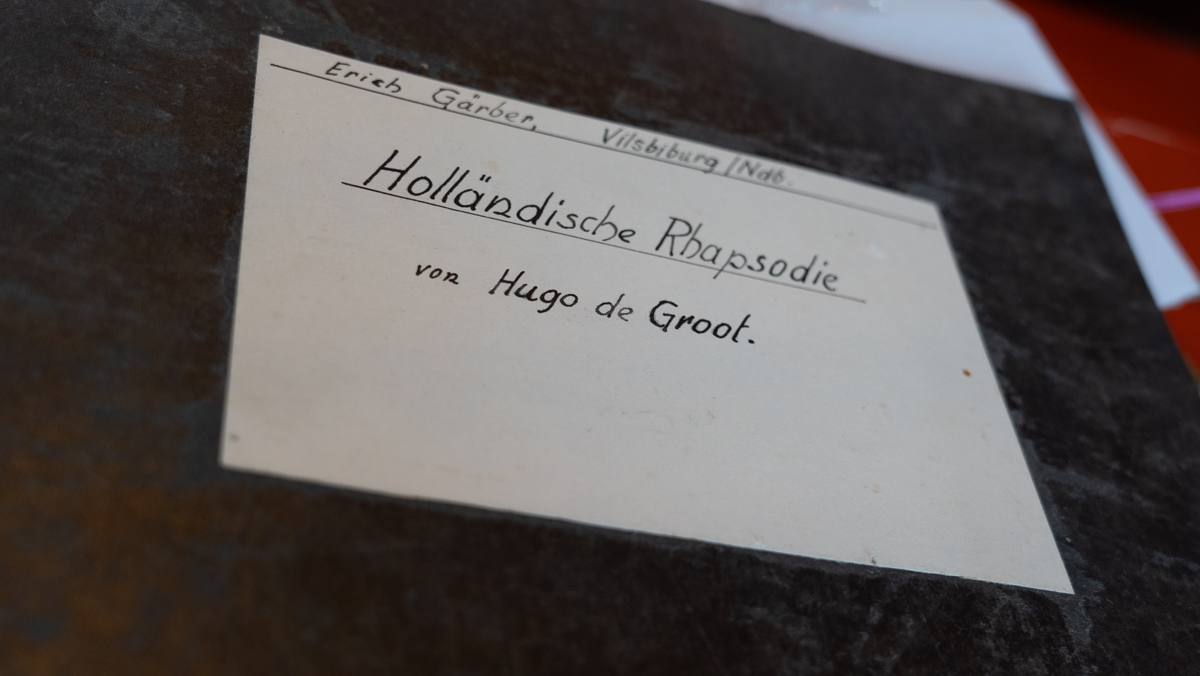 Erich Gärber, Vilsbiburg/Ndb.
Holländische Rhapsodie
von Hugo de Groot.